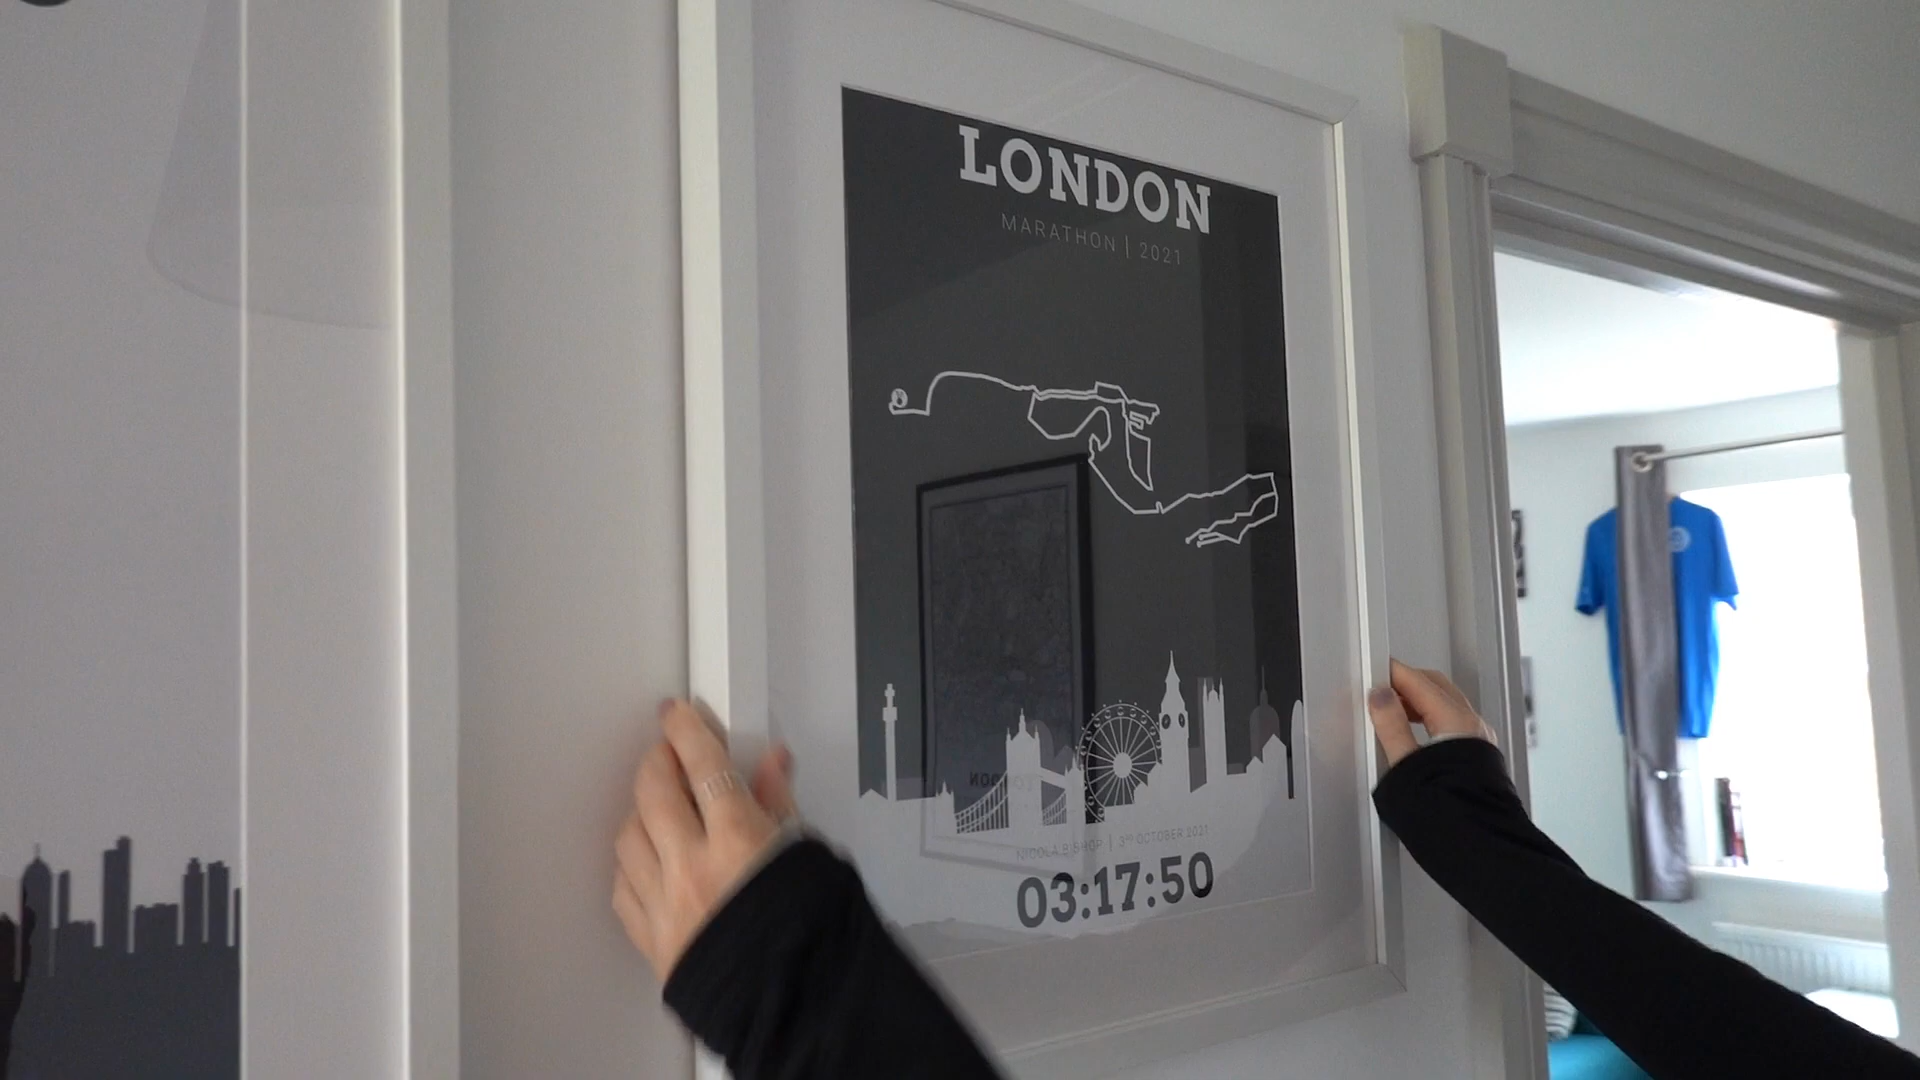 LONDON
MARATHON | 2021
NICOLA BISHOP | 3RD OCTOBER 2021
03:17:50